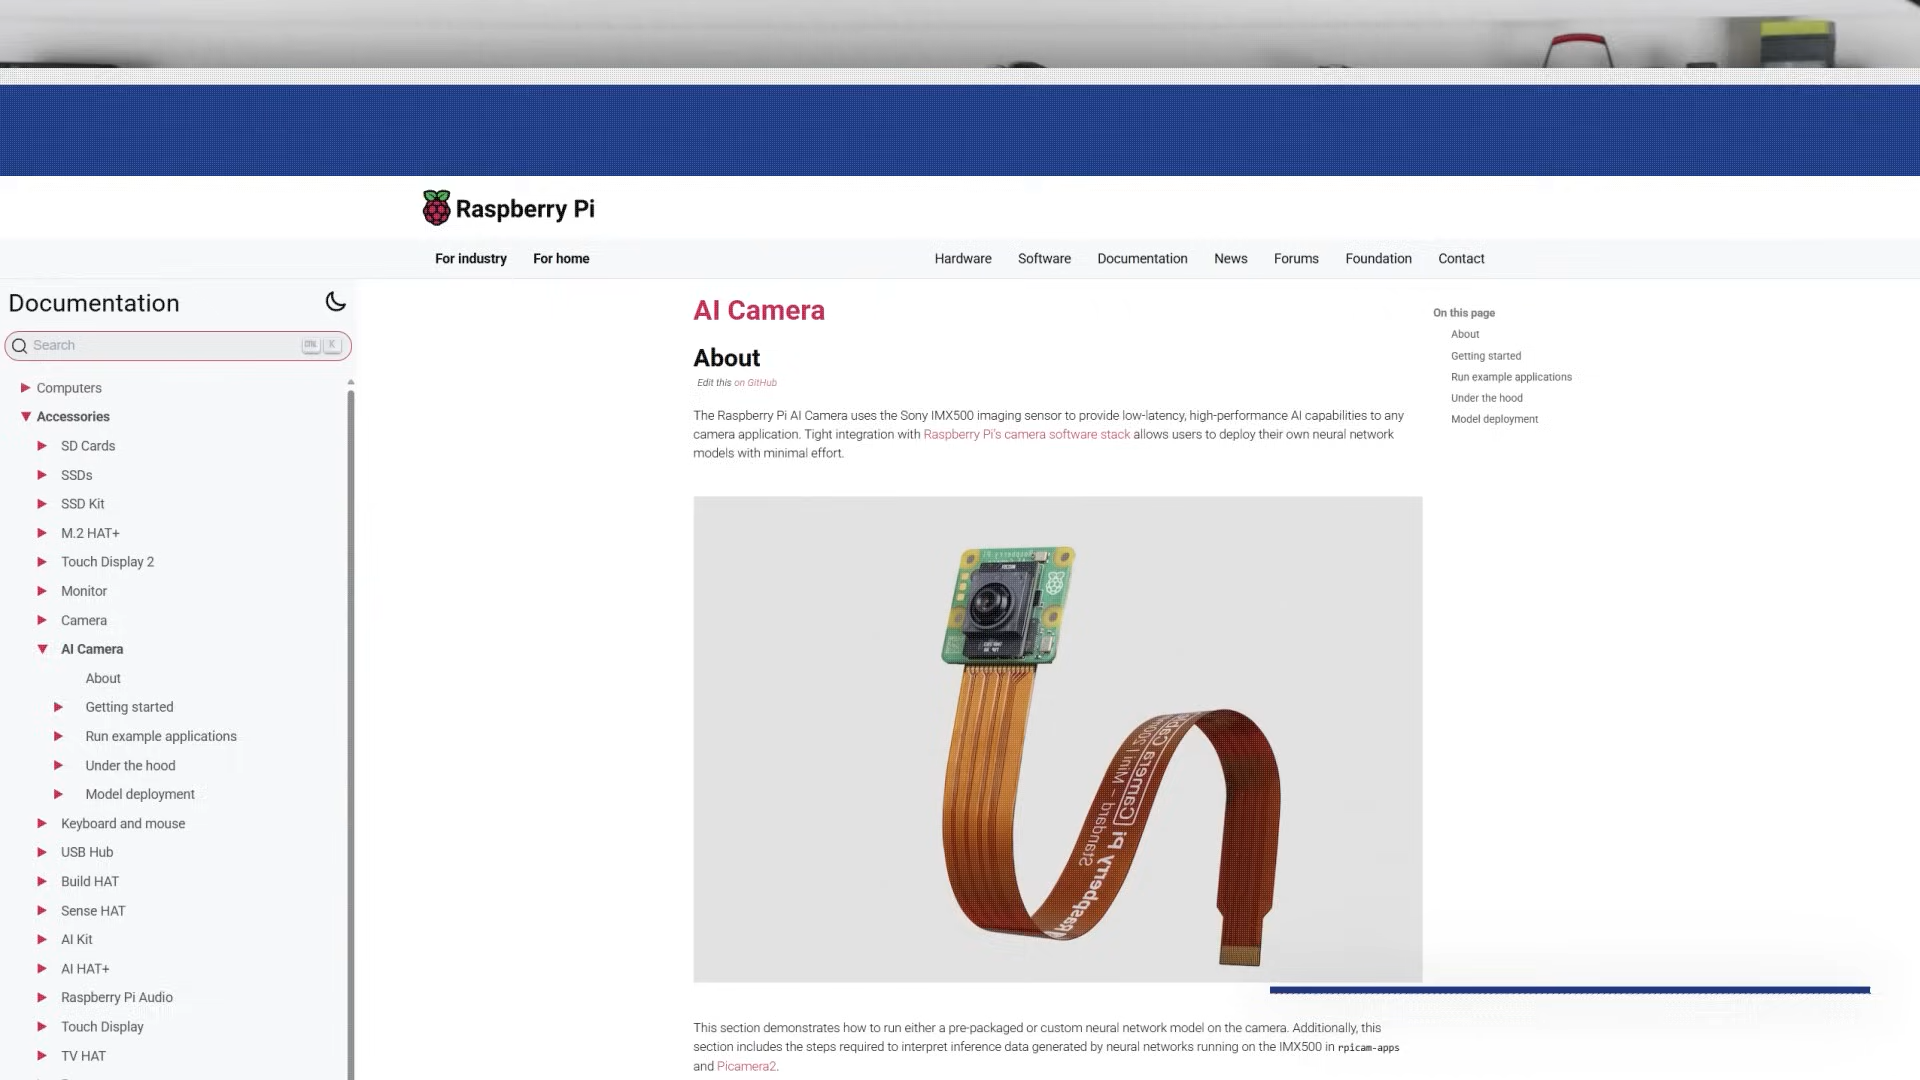 Raspberry Pi
For industry
For home
Hardware
Software
Documentation
News
Forums
Foundation
Contact
Documentation
Search
CTRL
K
Computers
Accessories
SD Cards
SSDs
SSD Kit
M.2 HAT+
Touch Display 2
Monitor
Camera
AI Camera
About
Getting started
Run example applications
Under the hood
Model deployment
Keyboard and mouse
USB Hub
Build HAT
Sense HAT
AI Kit
AI HAT+
Raspberry Pi Audio
Touch Display
TV HAT
AI Camera
About
Edit this on GitHub
The Raspberry Pi AI Camera uses the Sony IMX500 imaging sensor to provide low-latency, high-performance AI capabilities to any
camera application. Tight integration with Raspberry Pi's camera software stack allows users to deploy their own neural network
models with minimal effort.
Standard – Mini | 200mm
Raspberry Pi Camera Cable
This section demonstrates how to run either a pre-packaged or custom neural network model on the camera. Additionally, this
section includes the steps required to interpret inference data generated by neural networks running on the IMX500 in rpicam-apps
and Picamera2.
On this page
About
Getting started
Run example applications
Under the hood
Model deployment